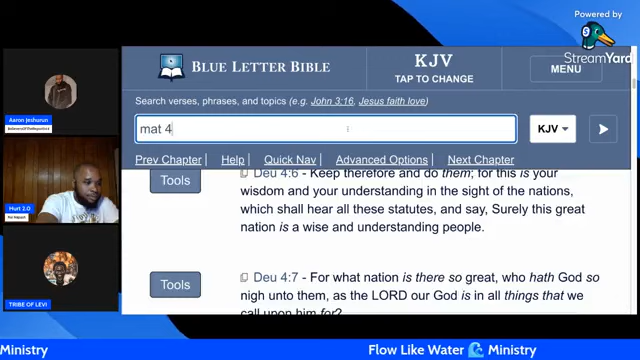 Powered by
StreamYard
BLUE LETTER BIBLE
KJV
TAP TO CHANGE
MENU
Search verses, phrases, and topics (e.g. John 3:16, Jesus faith love)
mat 4
KJV
Prev Chapter | Help | Quick Nav | Advanced Options | Next Chapter
Tools
Deu 4:6 - Keep therefore and do them; for this is your
wisdom and your understanding in the sight of the nations,
which shall hear all these statutes, and say, Surely this great
nation is a wise and understanding people.
Tools
Deu 4:7 - For what nation is there so great, who hath God so
nigh unto them, as the LORD our God is in all things that we
call upon him for?
Aaron Jeshurun
Hurt 2.0
TRIBE OF LEVI
Ministry
Flow Like Water 🌊 Ministry